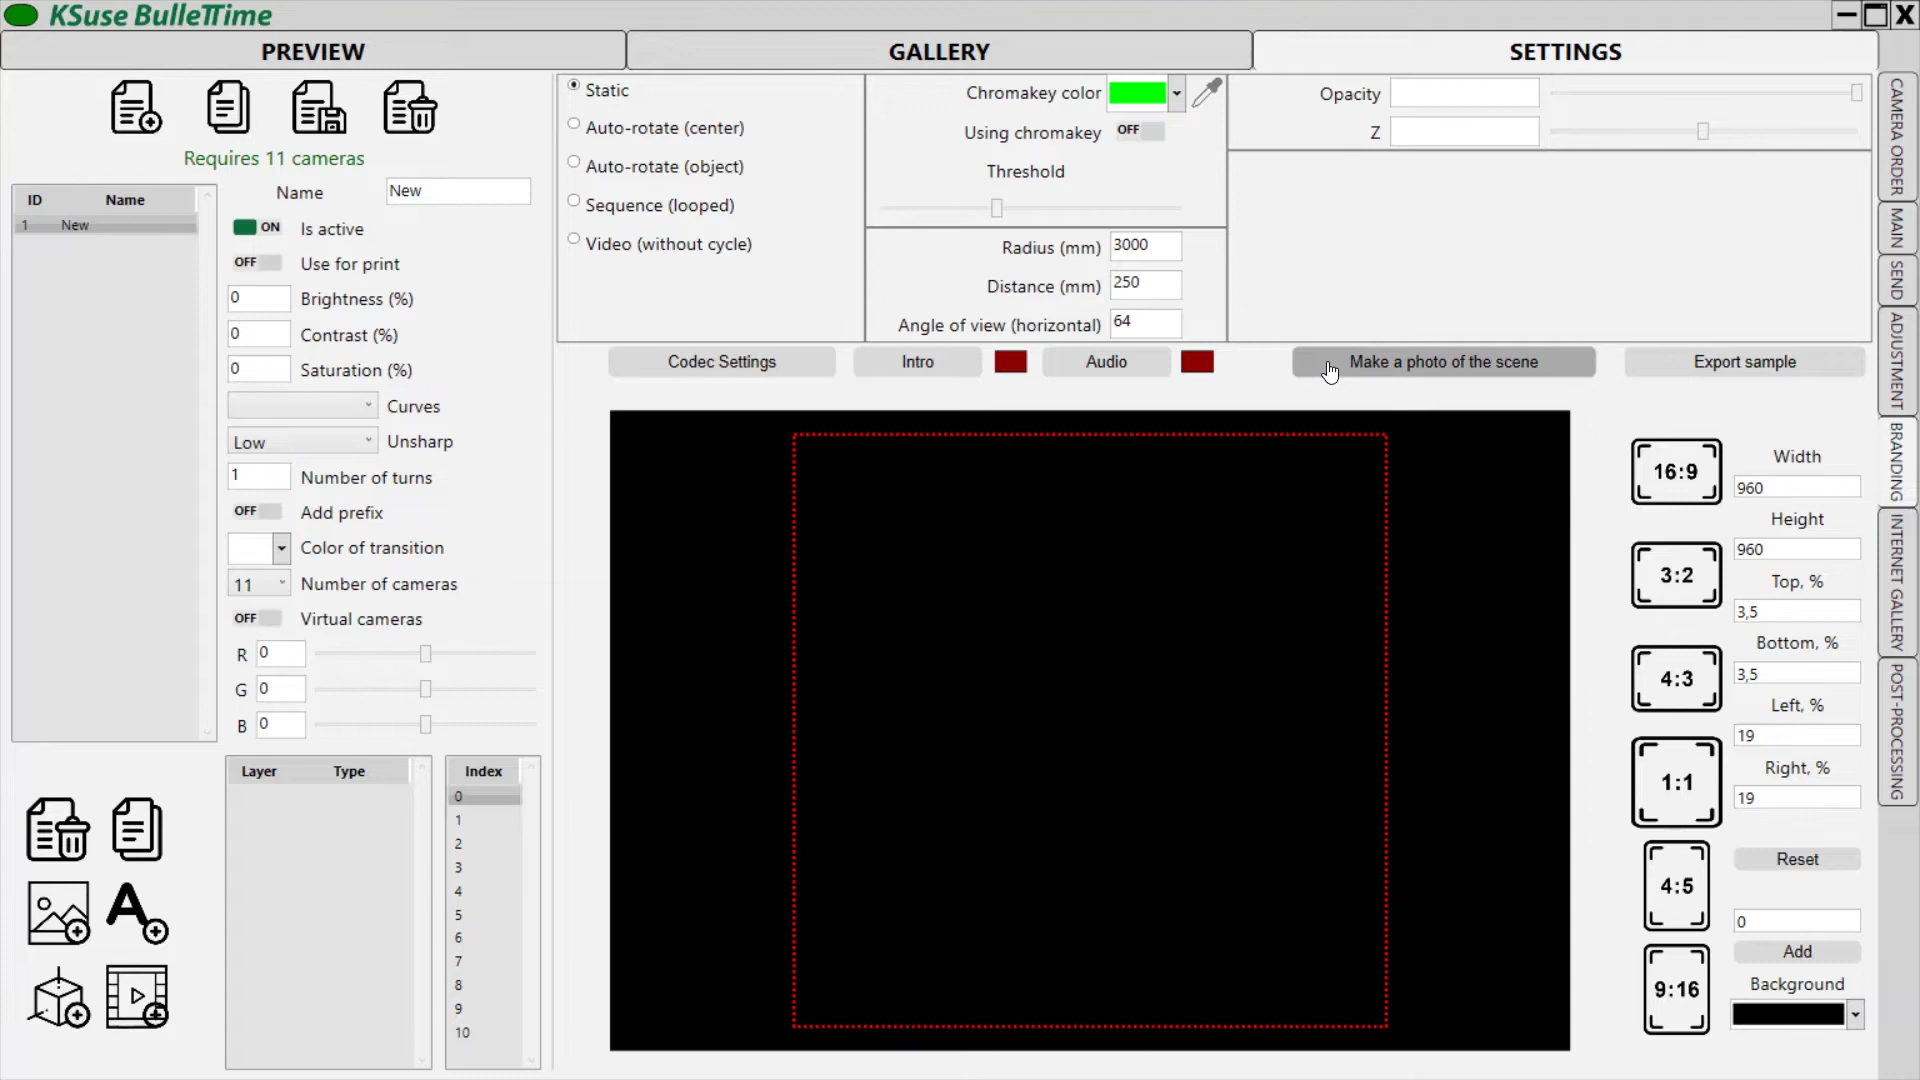 KSuse BulleTTime
PREVIEW
GALLERY
SETTINGS
Requires 11 cameras
ID Name
1 New
Name New
ON Is active
OFF Use for print
0 Brightness (%)
0 Contrast (%)
0 Saturation (%)
Curves
Low Unsharp
1 Number of turns
OFF Add prefix
Color of transition
11 Number of cameras
OFF Virtual cameras
R 0
G 0
B 0
Layer Type
Index
0
1
2
3
4
5
6
7
8
9
10
Static
Auto-rotate (center)
Auto-rotate (object)
Sequence (looped)
Video (without cycle)
Chromakey color
Using chromakey OFF
Threshold
Radius (mm) 3000
Distance (mm) 250
Angle of view (horizontal) 64
Opacity
Z
Codec Settings
Intro
Audio
Make a photo of the scene
Export sample
16:9
3:2
4:3
1:1
4:5
9:16
Width
960
Height
960
Top, %
3,5
Bottom, %
3,5
Left, %
19
Right, %
19
Reset
0
Add
Background
CAMERA ORDER
MAIN
SEND
ADJUSTMENT
BRANDING
INTERNET GALLERY
POST-PROCESSING